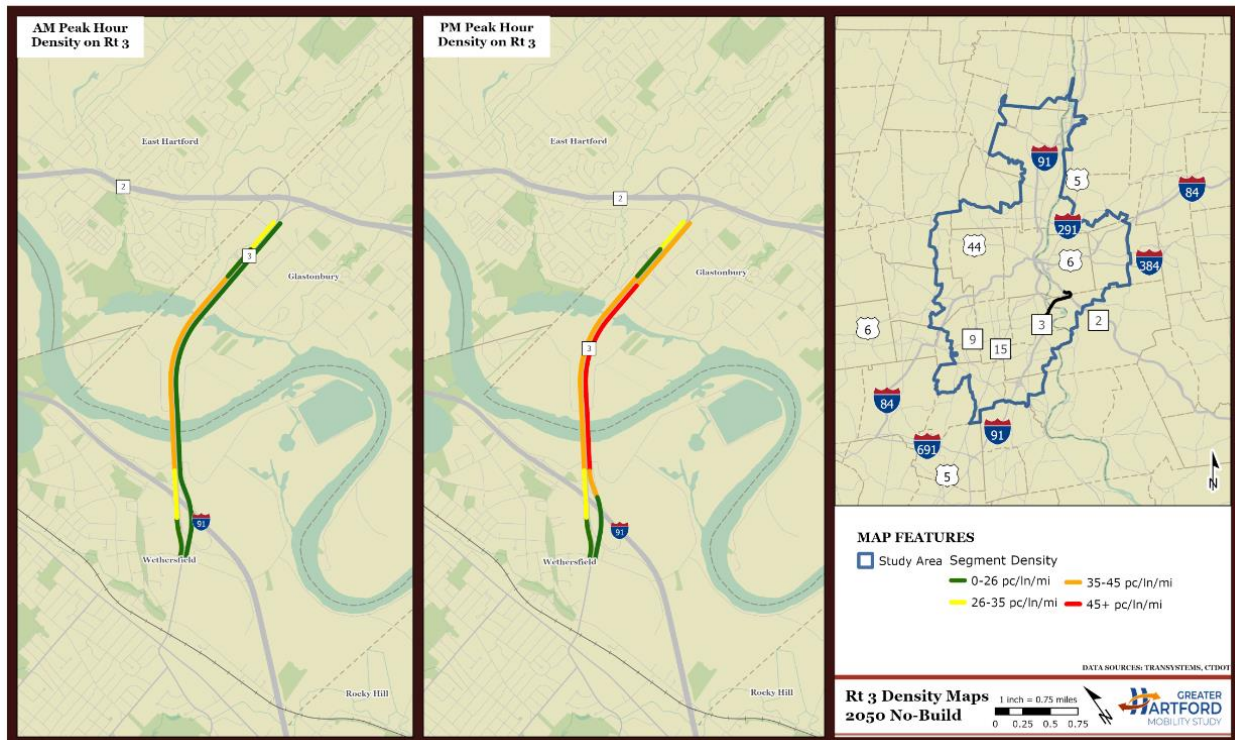 AM Peak Hour
Density on Rt 3
East Hartford
2
3
Glastonbury
91
Wethersfield
Rocky Hill
PM Peak Hour
Density on Rt 3
East Hartford
2
Glastonbury
3
91
Wethersfield
Rocky Hill
91
5
84
291
44
6
384
6
3
2
9
15
84
91
691
5
N
MAP FEATURES
Study Area
Segment Density
0-26 pc/ln/mi
35-45 pc/ln/mi
26-35 pc/ln/mi
45+ pc/ln/mi
DATA SOURCES: TRANSYSTEMS, CTDOT
Rt 3 Density Maps
2050 No-Build
1 inch = 0.75 miles
0 0.25 0.5 0.75
N
GREATER
HARTFORD
MOBILITY STUDY